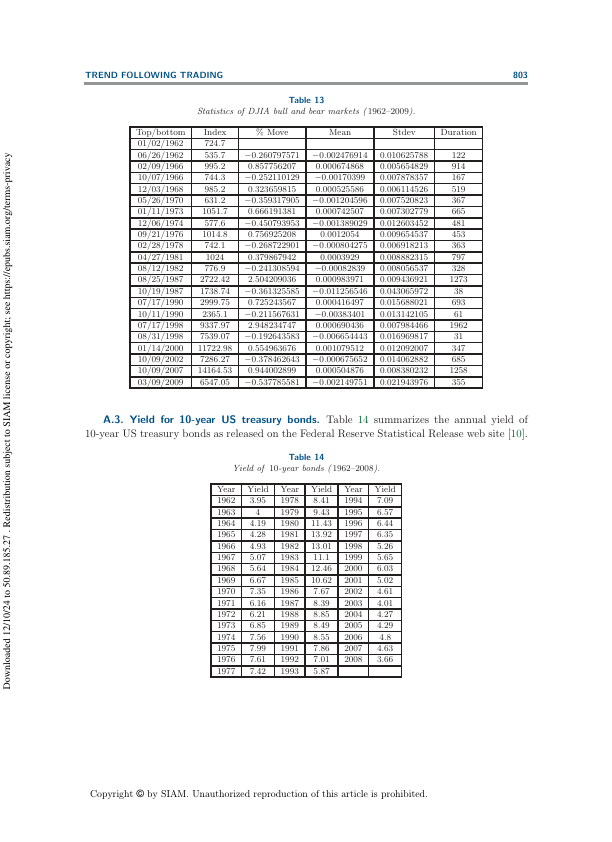 TREND FOLLOWING TRADING 803
Table 13
Statistics of DJIA bull and bear markets (1962–2009).
Top/bottom Index % Move Mean Stdev Duration
01/02/1962 724.7
06/26/1962 535.7 −0.260797571 −0.002476914 0.010625788 122
02/09/1966 995.2 0.857756207 0.000674868 0.005654829 914
10/07/1966 744.3 −0.252110129 −0.00170399 0.007878357 167
12/03/1968 985.2 0.323659815 0.000525586 0.006114526 519
05/26/1970 631.2 −0.359317905 −0.001204596 0.007520823 367
01/11/1973 1051.7 0.666191381 0.000742507 0.007302779 665
12/06/1974 577.6 −0.450793953 −0.001389029 0.012603452 481
09/21/1976 1014.8 0.756925208 0.0012054 0.009654537 453
02/28/1978 742.1 −0.268722901 −0.000804275 0.006918213 363
04/27/1981 1024 0.379867942 0.0003929 0.008882315 797
08/12/1982 776.9 −0.241308594 −0.00082839 0.008056537 328
08/25/1987 2722.42 2.504209036 0.000983971 0.009436921 1273
10/19/1987 1738.74 −0.361325585 −0.011256546 0.043065972 38
07/17/1990 2999.75 0.725243567 0.000416497 0.015688021 693
10/11/1990 2365.1 −0.211567631 −0.00383401 0.013142105 61
07/17/1998 9337.97 2.948234747 0.000690436 0.007984466 1962
08/31/1998 7539.07 −0.192643583 −0.006654443 0.016969817 31
01/14/2000 11722.98 0.554963676 0.001079512 0.012092007 347
10/09/2002 7286.27 −0.378462643 −0.000675652 0.014062882 685
10/09/2007 14164.53 0.944002899 0.000504876 0.008380232 1258
03/09/2009 6547.05 −0.537785581 −0.002149751 0.021943976 355
A.3. Yield for 10-year US treasury bonds. Table 14 summarizes the annual yield of
10-year US treasury bonds as released on the Federal Reserve Statistical Release web site [10].
Table 14
Yield of 10-year bonds (1962–2008).
Year Yield Year Yield Year Yield
1962 3.95 1978 8.41 1994 7.09
1963 4 1979 9.43 1995 6.57
1964 4.19 1980 11.43 1996 6.44
1965 4.28 1981 13.92 1997 6.35
1966 4.93 1982 13.01 1998 5.26
1967 5.07 1983 11.1 1999 5.65
1968 5.64 1984 12.46 2000 6.03
1969 6.67 1985 10.62 2001 5.02
1970 7.35 1986 7.67 2002 4.61
1971 6.16 1987 8.39 2003 4.01
1972 6.21 1988 8.85 2004 4.27
1973 6.85 1989 8.49 2005 4.29
1974 7.56 1990 8.55 2006 4.8
1975 7.99 1991 7.86 2007 4.63
1976 7.61 1992 7.01 2008 3.66
1977 7.42 1993 5.87
Copyright © by SIAM. Unauthorized reproduction of this article is prohibited.
Downloaded 12/10/24 to 50.89.185.27 . Redistribution subject to SIAM license or copyright; see https://epubs.siam.org/terms-privacy